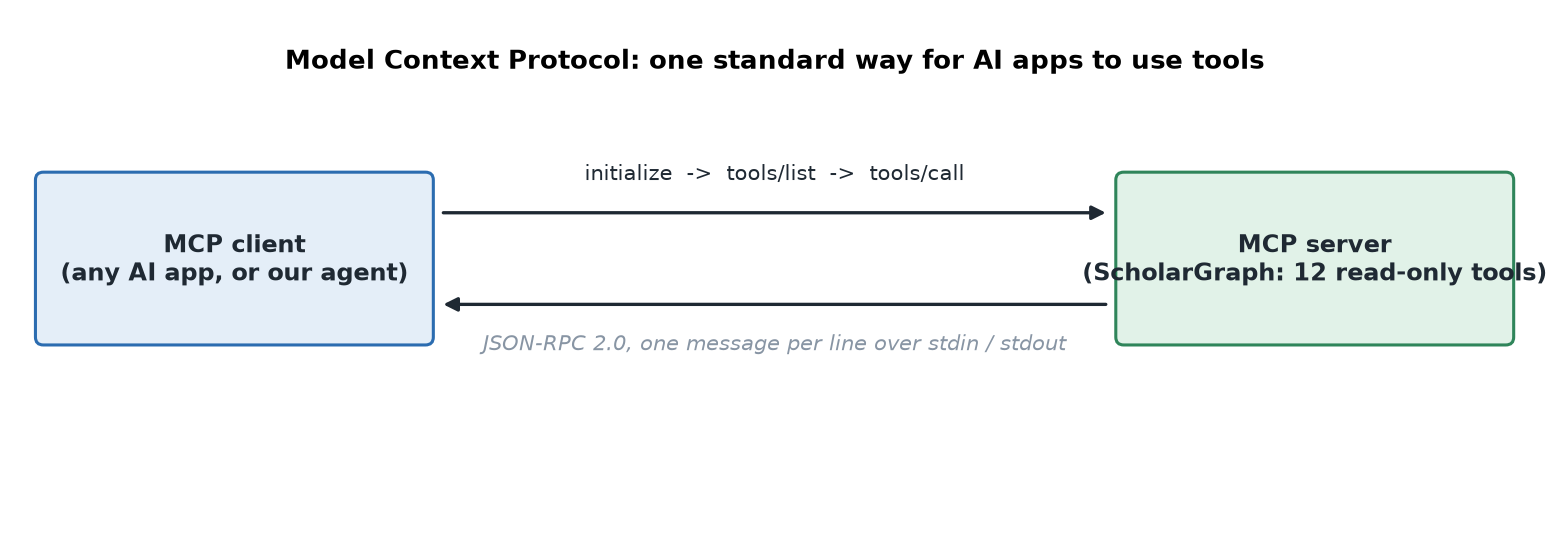 Model Context Protocol: one standard way for AI apps to use tools
initialize -> tools/list -> tools/call
MCP client
(any AI app, or our agent)
MCP server
(ScholarGraph: 12 read-only tools)
JSON-RPC 2.0, one message per line over stdin / stdout